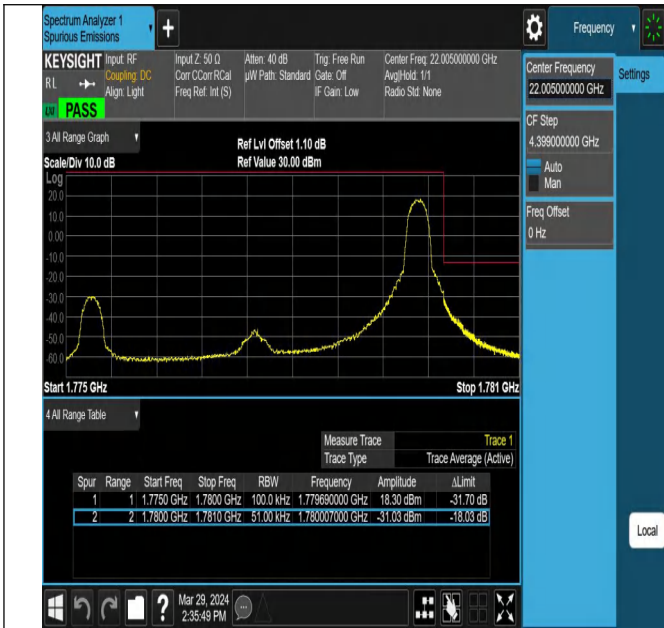 Spectrum Analyzer 1
Spurious Emissions
Frequency
KEYSIGHT
RL
Input: RF
Coupling: DC
Align: Light
Input Z: 50 Ω
Corr CCorr RCal
Freq Ref: Int (S)
Atten: 40 dB
µW Path: Standard
Trig: Free Run
Gate: Off
IF Gain: Low
Center Freq: 22.005000000 GHz
Avg|Hold: 1/1
Radio Std: None
PASS
Center Frequency
22.005000000 GHz
Settings
CF Step
4.399000000 GHz
Auto
Man
Freq Offset
0 Hz
3 All Range Graph
Scale/Div 10.0 dB
Ref Lvl Offset 1.10 dB
Ref Value 30.00 dBm
Log
20.0
10.0
0.00
-10.0
-20.0
-30.0
-40.0
-50.0
-60.0
Start 1.775 GHz
Stop 1.781 GHz
4 All Range Table
Measure Trace Trace 1
Trace Type Trace Average (Active)
Spur Range Start Freq Stop Freq RBW Frequency Amplitude ΔLimit
1 1 1.7750 GHz 1.7800 GHz 100.0 kHz 1.779690000 GHz 18.30 dBm -31.70 dB
2 2 1.7800 GHz 1.7810 GHz 51.00 kHz 1.780007000 GHz -31.03 dBm -18.03 dB
Local
?
Mar 29, 2024
2:35:49 PM